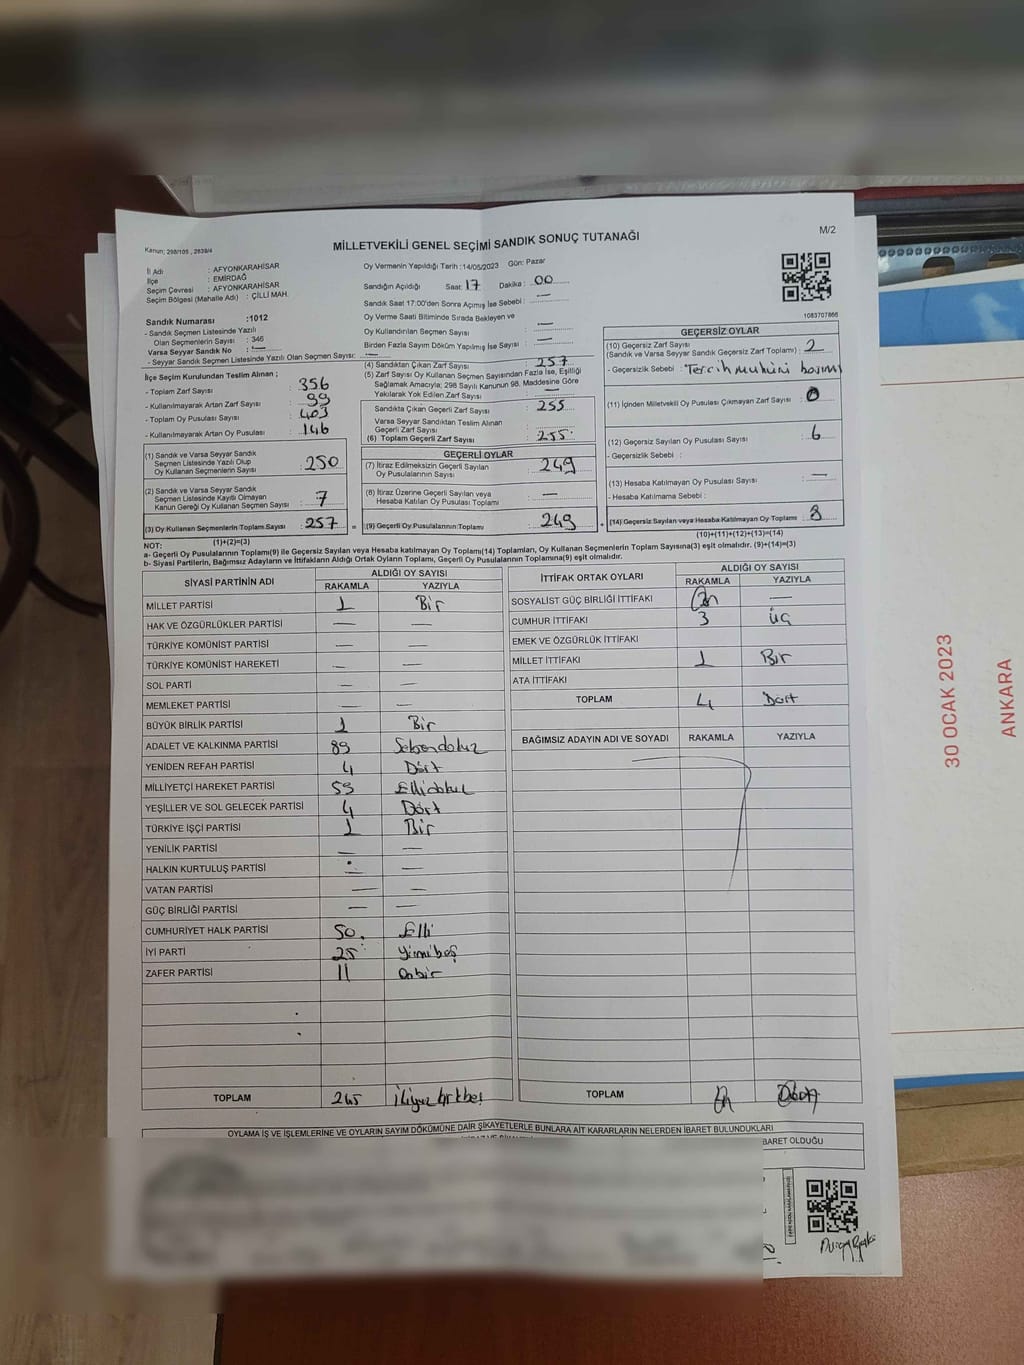 MİLLETVEKİLİ GENEL SEÇİMİ SANDIK SONUÇ TUTANAĞI
M/2
Kanun; 298/105 , 2839/4
İl Adı : AFYONKARAHİSAR
İlçe : EMİRDAĞ
Seçim Çevresi : AFYONKARAHİSAR
Seçim Bölgesi (Mahalle Adı) : ÇİLLİ MAH.
Oy Vermenin Yapıldığı Tarih : 14/05/2023 Gün: Pazar
Sandığın Açıldığı Saat: 17 Dakika : 00
Sandık Saat 17:00'den Sonra Açımış İse Sebebi : —
Oy Verme Saati Bitiminde Sırada Bekleyen ve
Oy Kullandırılan Seçmen Sayısı : —
Birden Fazla Sayım Döküm Yapılmış İse Sayısı : —
1083707866
Sandık Numarası :1012
- Sandık Seçmen Listesinde Yazılı
Olan Seçmenlerin Sayısı : 346
Varsa Seyyar Sandık No : —
- Seyyar Sandık Seçmen Listesinde Yazılı Olan Seçmen Sayısı: —
İlçe Seçim Kurulundan Teslim Alınan ;
- Toplam Zarf Sayısı : 356
- Kullanılmayarak Artan Zarf Sayısı : 99
- Toplam Oy Pusulası Sayısı : 403
- Kullanılmayarak Artan Oy Pusulası : 146
(1) Sandık ve Varsa Seyyar Sandık
Seçmen Listesinde Yazılı Olup
Oy Kullanan Seçmenlerin Sayısı 250
(2) Sandık ve Varsa Seyyar Sandık
Seçmen Listesinde Kayıtlı Olmayan
Kanun Gereği Oy Kullanan Seçmen Sayısı 7
(3) Oy Kullanan Seçmenlerin Toplam Sayısı 257 =
(1)+(2)=(3)
(4) Sandıktan Çıkan Zarf Sayısı : 257
(5) Zarf Sayısı Oy Kullanan Seçmen Sayısından Fazla İse, Eşitliği
Sağlamak Amacıyla; 298 Sayılı Kanunun 98. Maddesine Göre
Yakılarak Yok Edilen Zarf Sayısı : —
Sandıkta Çıkan Geçerli Zarf Sayısı : 255
Varsa Seyyar Sandıktan Teslim Alınan
Geçerli Zarf Sayısı :
(6) Toplam Geçerli Zarf Sayısı : 255
GEÇERLİ OYLAR
(7) İtiraz Edilmeksizin Geçerli Sayılan
Oy Pusulalarının Sayısı : 249
(8) İtiraz Üzerine Geçerli Sayılan veya
Hesaba Katılan Oy Pusulası Toplamı : —
(9) Geçerli Oy Pusulalarının Toplamı : 249 +
GEÇERSİZ OYLAR
(10) Geçersiz Zarf Sayısı
(Sandık ve Varsa Seyyar Sandık Geçersiz Zarf Toplamı) : 2
- Geçersizlik Sebebi : Tercih mührü
(11) İçinden Milletvekili Oy Pusulası Çıkmayan Zarf Sayısı : 0
(12) Geçersiz Sayılan Oy Pusulası Sayısı : 6
- Geçersizlik Sebebi :
(13) Hesaba Katılmayan Oy Pusulası Sayısı : —
- Hesaba Katılmama Sebebi :
(14) Geçersiz Sayılan veya Hesaba Katılmayan Oy Toplamı : 8
(10)+(11)+(12)+(13)=(14)
NOT:
a- Geçerli Oy Pusulalarının Toplamı(9) ile Geçersiz Sayılan veya Hesaba katılmayan Oy Toplamı(14) Toplamları, Oy Kullanan Seçmenlerin Toplam Sayısına(3) eşit olmalıdır. (9)+(14)=(3)
b- Siyasi Partilerin, Bağımsız Adayların ve İttifakların Aldığı Ortak Oyların Toplamı, Geçerli Oy Pusulalarının Toplamına(9) eşit olmalıdır.
SİYASİ PARTİNİN ADI ALDIĞI OY SAYISI
RAKAMLA YAZIYLA
MİLLET PARTİSİ 1 Bir
HAK VE ÖZGÜRLÜKLER PARTİSİ — —
TÜRKİYE KOMÜNİST PARTİSİ — —
TÜRKİYE KOMÜNİST HAREKETİ — —
SOL PARTİ — —
MEMLEKET PARTİSİ — —
BÜYÜK BİRLİK PARTİSİ 1 Bir
ADALET VE KALKINMA PARTİSİ 89 Seksendokuz
YENİDEN REFAH PARTİSİ 4 Dört
MİLLİYETÇİ HAREKET PARTİSİ 59 Ellidokuz
YEŞİLLER VE SOL GELECEK PARTİSİ 4 Dört
TÜRKİYE İŞÇİ PARTİSİ 1 Bir
YENİLİK PARTİSİ — —
HALKIN KURTULUŞ PARTİSİ — —
VATAN PARTİSİ — —
GÜÇ BİRLİĞİ PARTİSİ — —
CUMHURİYET HALK PARTİSİ 50 Elli
İYİ PARTİ 25 Yirmibeş
ZAFER PARTİSİ 11 Onbir
TOPLAM 245 İkiyüzkırkbeş
İTTİFAK ORTAK OYLARI ALDIĞI OY SAYISI
RAKAMLA YAZIYLA
SOSYALİST GÜÇ BİRLİĞİ İTTİFAKI —
CUMHUR İTTİFAKI 3 Üç
EMEK VE ÖZGÜRLÜK İTTİFAKI
MİLLET İTTİFAKI 1 Bir
ATA İTTİFAKI
TOPLAM 4 Dört
BAĞIMSIZ ADAYIN ADI VE SOYADI RAKAMLA YAZIYLA
TOPLAM
OYLAMA İŞ VE İŞLEMLERİNE VE OYLARIN SAYIM DÖKÜMÜNE DAİR ŞİKAYETLERLE BUNLARA AİT KARARLARIN NELERDEN İBARET BULUNDUKLARI
BARET OLDUĞU
30 OCAK 2023
ANKARA